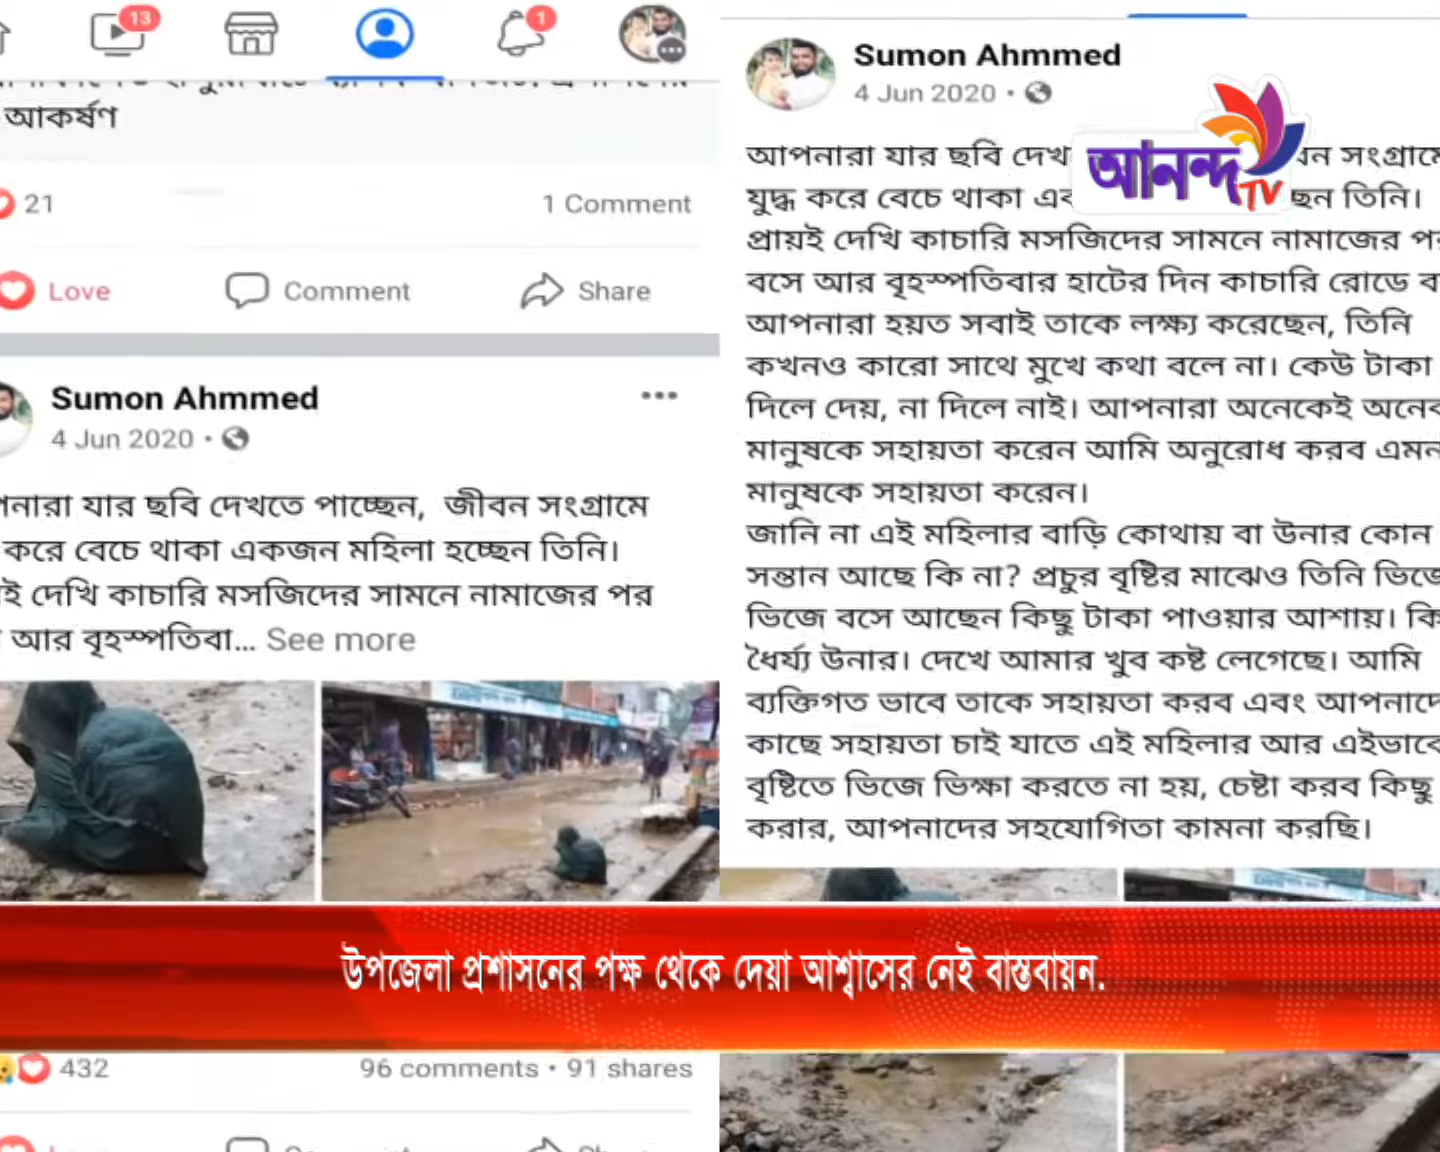 13
1
আকর্ষণ
21
1 Comment
Love
Comment
Share
Sumon Ahmmed
4 Jun 2020
যার ছবি দেখতে পাচ্ছেন, জীবন সংগ্রামে
করে বেচে থাকা একজন মহিলা হচ্ছেন তিনি।
দেখি কাচারি মসজিদের সামনে নামাজের পর
আর বৃহস্পতিবা... See more
432
96 comments • 91 shares
Sumon Ahmmed
4 Jun 2020
আনন্দ TV
আপনারা যার ছবি সংগ্রামে
যুদ্ধ করে বেচে থাকা তিনি।
প্রায়ই দেখি কাচারি মসজিদের সামনে নামাজের
বসে আর বৃহস্পতিবার হাটের দিন কাচারি রোডে
আপনারা হয়ত সবাই তাকে লক্ষ্য করেছেন, তিনি
কখনও কারো সাথে মুখে কথা বলে না। কেউ টাকা
দিলে দেয়, না দিলে নাই। আপনারা অনেকেই
মানুষকে সহায়তা করেন আমি অনুরোধ করব এমন
মানুষকে সহায়তা করেন।
জানি না এই মহিলার বাড়ি কোথায় বা উনার কোন
সন্তান আছে কি না? প্রচুর বৃষ্টির মাঝেও তিনি
ভিজে বসে আছেন কিছু টাকা পাওয়ার আশায়।
ধৈর্য্য উনার। দেখে আমার খুব কষ্ট লেগেছে। আমি
ব্যক্তিগত ভাবে তাকে সহায়তা করব এবং
কাছে সহায়তা চাই যাতে এই মহিলার আর
বৃষ্টিতে ভিজে ভিক্ষা করতে না হয়, চেষ্টা করব কিছু
করার, আপনাদের সহযোগিতা কামনা করছি।
উপজেলা প্রশাসনের পক্ষ থেকে দেয়া আশ্বাসের নেই বাস্তবায়ন.